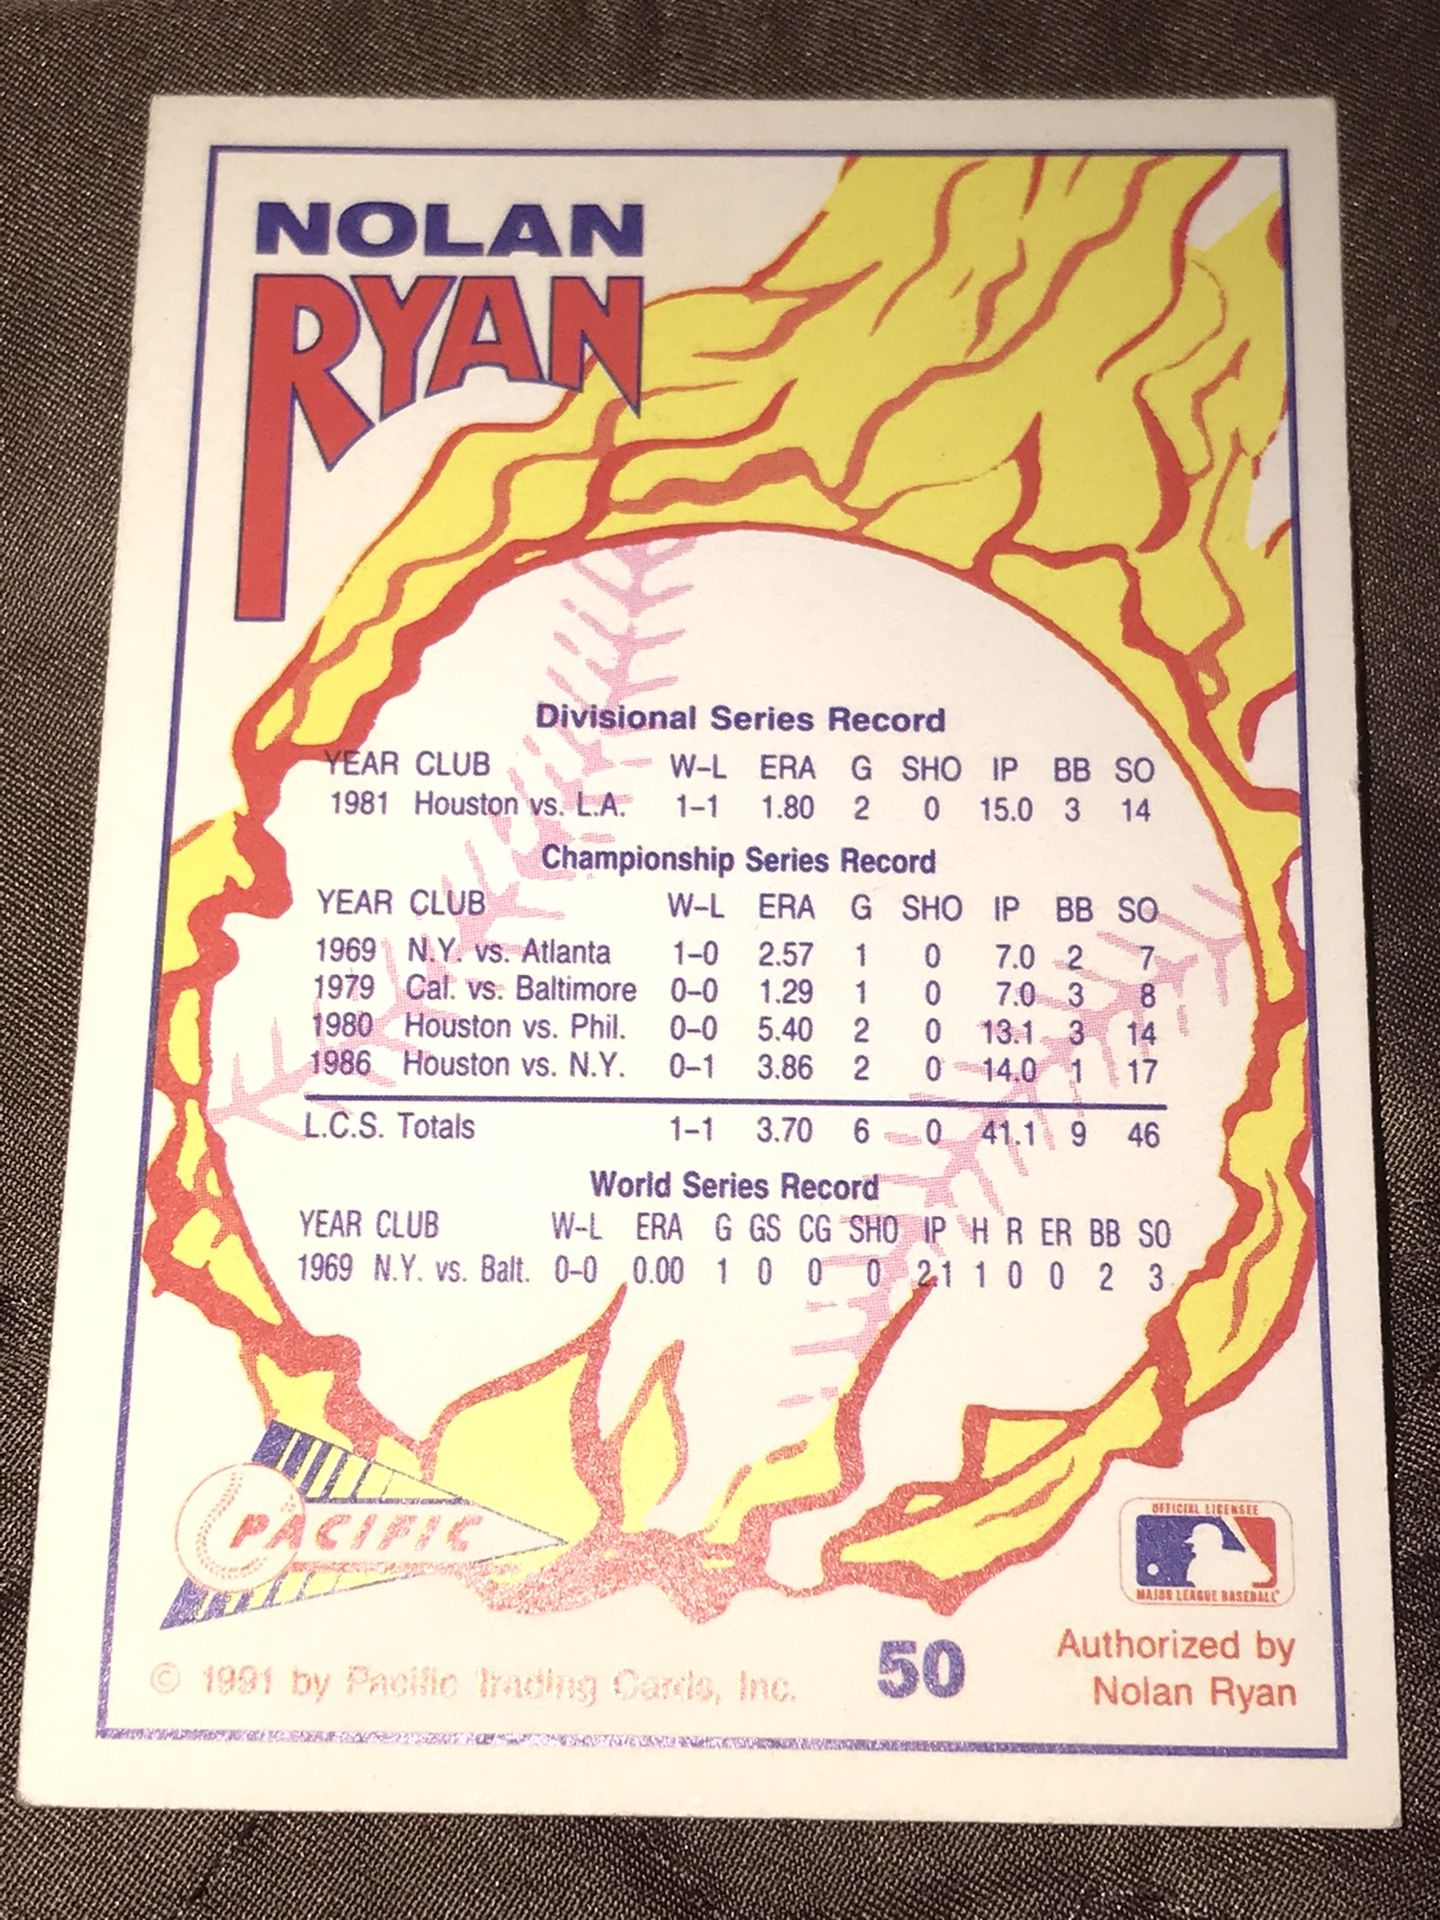 NOLAN
RYAN
Divisional Series Record
YEAR CLUB W–L ERA G SHO IP BB SO
1981 Houston vs. L.A. 1–1 1.80 2 0 15.0 3 14
Championship Series Record
YEAR CLUB W–L ERA G SHO IP BB SO
1969 N.Y. vs. Atlanta 1–0 2.57 1 0 7.0 2 7
1979 Cal. vs. Baltimore 0–0 1.29 1 0 7.0 3 8
1980 Houston vs. Phil. 0–0 5.40 2 0 13.1 3 14
1986 Houston vs. N.Y. 0–1 3.86 2 0 14.0 1 17
L.C.S. Totals 1–1 3.70 6 0 41.1 9 46
World Series Record
YEAR CLUB W–L ERA G GS CG SHO IP H R ER BB SO
1969 N.Y. vs. Balt. 0–0 0.00 1 0 0 0 2.1 1 0 0 2 3
PACIFIC
OFFICIAL LICENSEE
MAJOR LEAGUE BASEBALL
© 1991 by Pacific Trading Cards, Inc.
50
Authorized by
Nolan Ryan